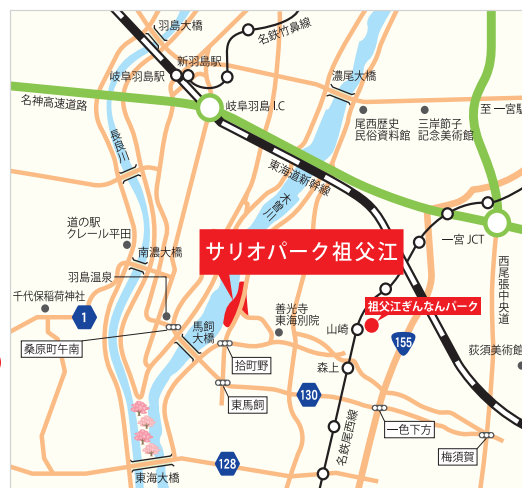 羽島大橋
名鉄竹鼻線
新羽島駅
岐阜羽島駅
濃尾大橋
名神高速道路
岐阜羽島 I.C
尾西歴史
民俗資料館
三岸節子
記念美術館
至 一宮駅
長良川
東海道新幹線
木曽川
道の駅
クレール平田
南濃大橋
サリオパーク祖父江
一宮 JCT
羽島温泉
西尾張中央道
千代保稲荷神社
1
馬飼
大橋
善光寺
東海別院
祖父江ぎんなんパーク
山崎
155
桑原町午南
拾町野
森上
荻須美術館
東馬飼
130
名鉄尾西線
一色下方
128
梅須賀
東海大橋